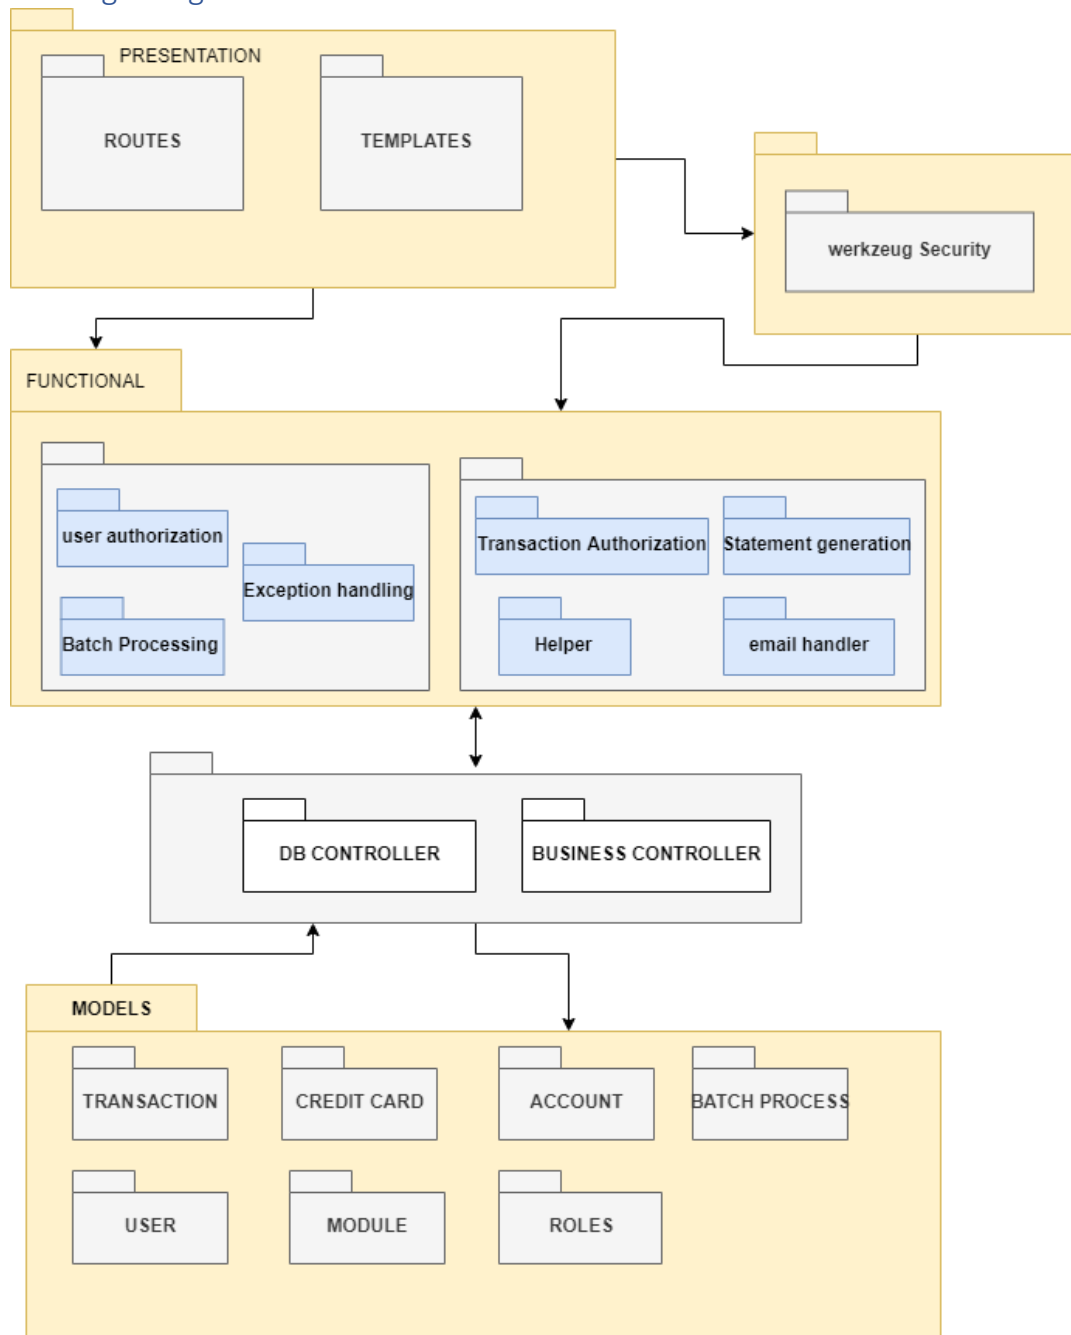 PRESENTATION
ROUTES
TEMPLATES
werkzeug Security
FUNCTIONAL
user authorization
Exception handling
Batch Processing
Transaction Authorization
Statement generation
Helper
email handler
DB CONTROLLER
BUSINESS CONTROLLER
MODELS
TRANSACTION
CREDIT CARD
ACCOUNT
BATCH PROCESS
USER
MODULE
ROLES